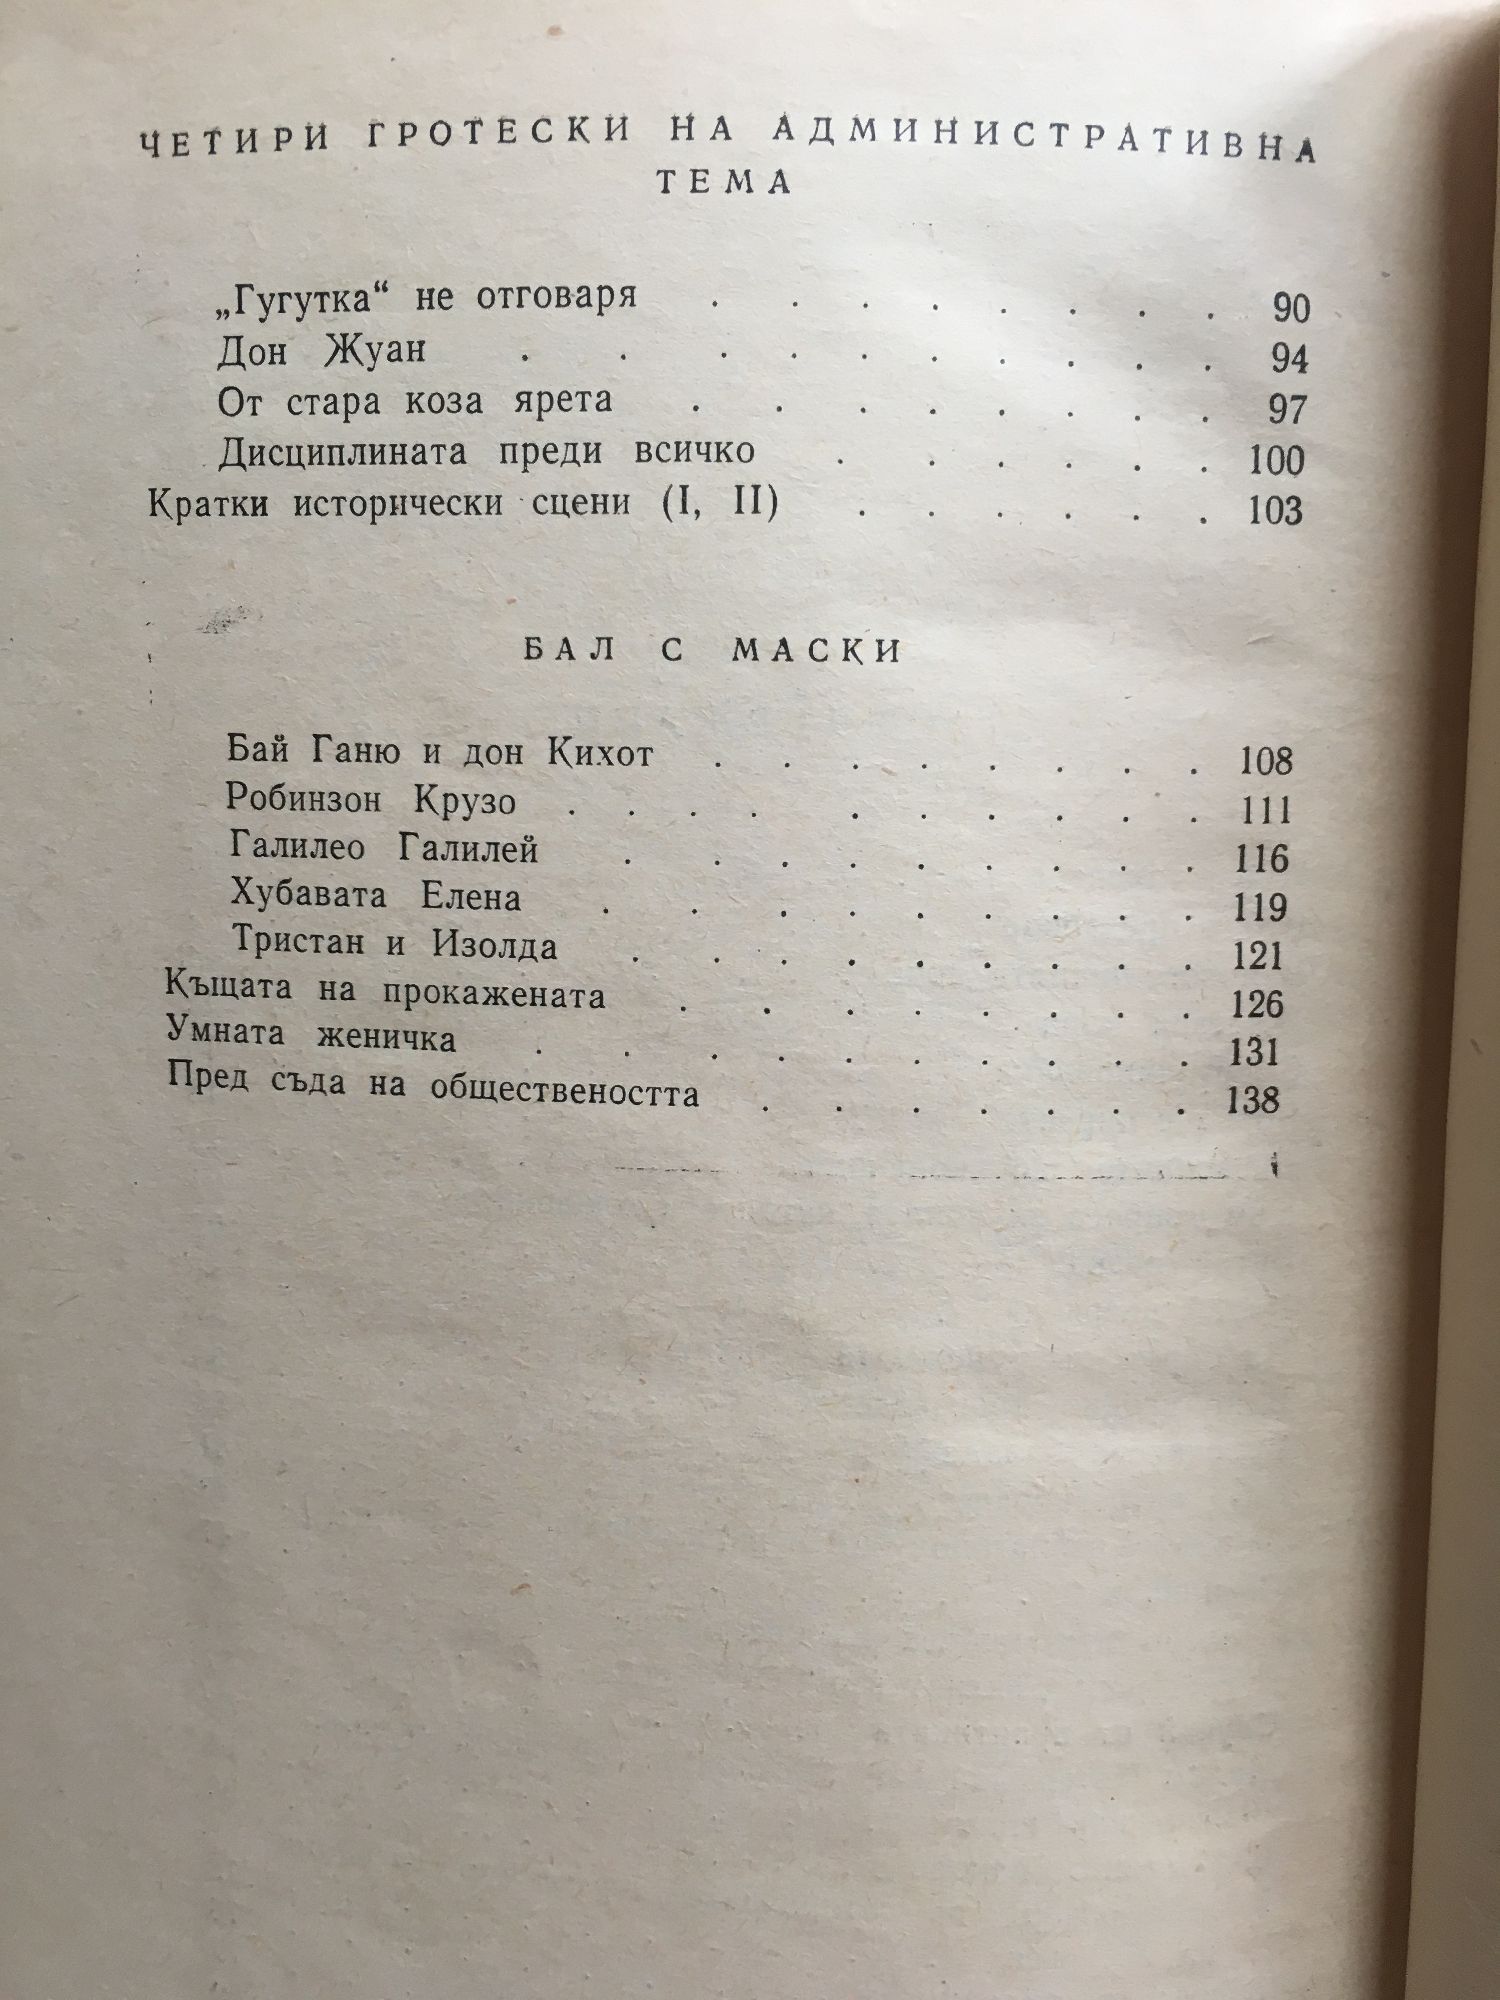 ЧЕТИРИ ГРОТЕСКИ НА АДМИНИСТРАТИВНА
ТЕМА
„Гугутка“ не отговаря . . . . . . . . 90
Дон Жуан . . . . . . . . . . 94
От стара коза ярета . . . . . . . . 97
Дисциплината преди всичко . . . . . . 100
Кратки исторически сцени (I, II) . . . . . . 103
БАЛ С МАСКИ
Бай Ганю и дон Кихот . . . . . . . . 108
Робинзон Крузо . . . . . . . . . . 111
Галилео Галилей . . . . . . . . . 116
Хубавата Елена . . . . . . . . . 119
Тристан и Изолда . . . . . . . . . 121
Къщата на прокажената . . . . . . . . 126
Умната женичка . . . . . . . . . . 131
Пред съда на обществеността . . . . . . . 138